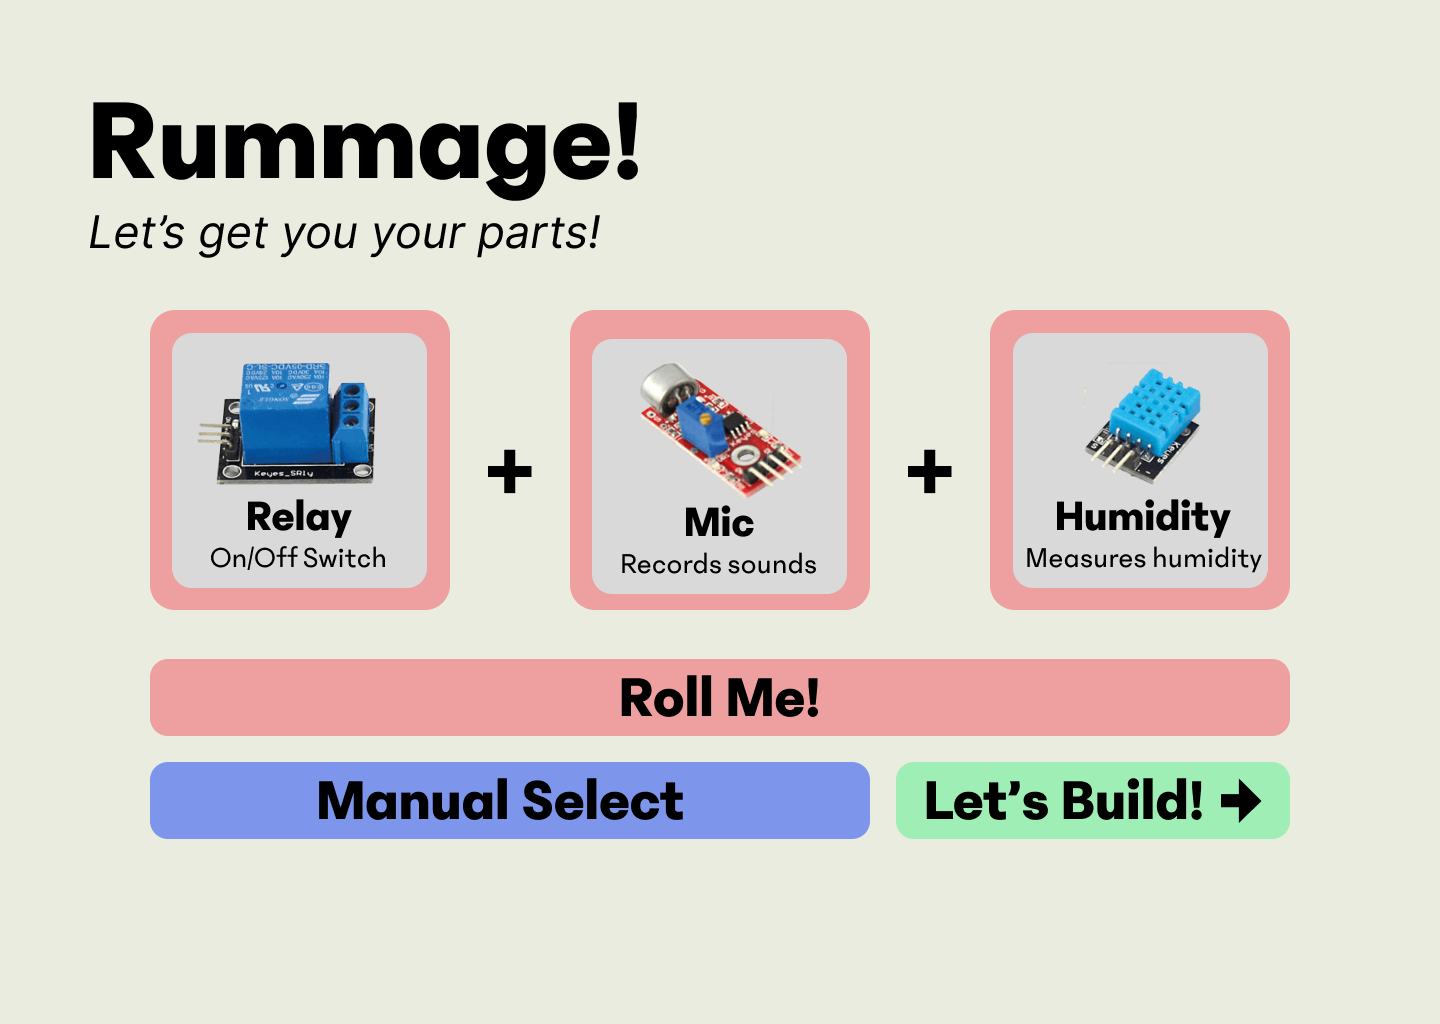 Rummage!
Let's get you your parts!
Keyes_SRly
Relay
On/Off Switch
+
Mic
Records sounds
+
Keyes
Humidity
Measures humidity
Roll Me!
Manual Select
Let's Build!